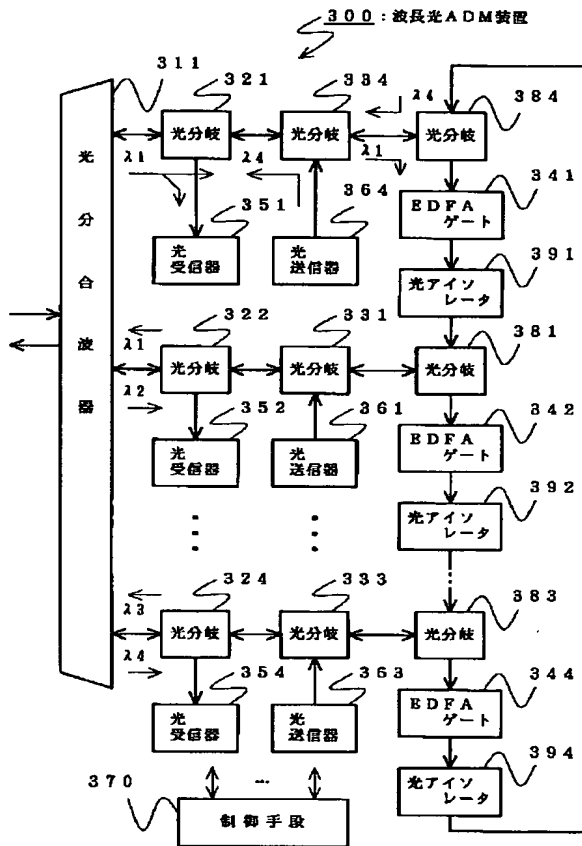 300:波長光ADM装置
311
321
334
384
光分合波器
光分岐
光分岐
光分岐
λ4
λ1
λ4
λ1
351
364
341
EDFA
ゲート
光
受信器
光
送信器
391
光アイソ
レータ
322
331
381
λ1
光分岐
光分岐
光分岐
λ2
352
361
342
光
受信器
光
送信器
EDFA
ゲート
392
光アイソ
レータ
324
333
383
λ3
光分岐
光分岐
光分岐
λ4
354
363
344
光
受信器
光
送信器
EDFA
ゲート
394
370
光アイソ
レータ
制御手段